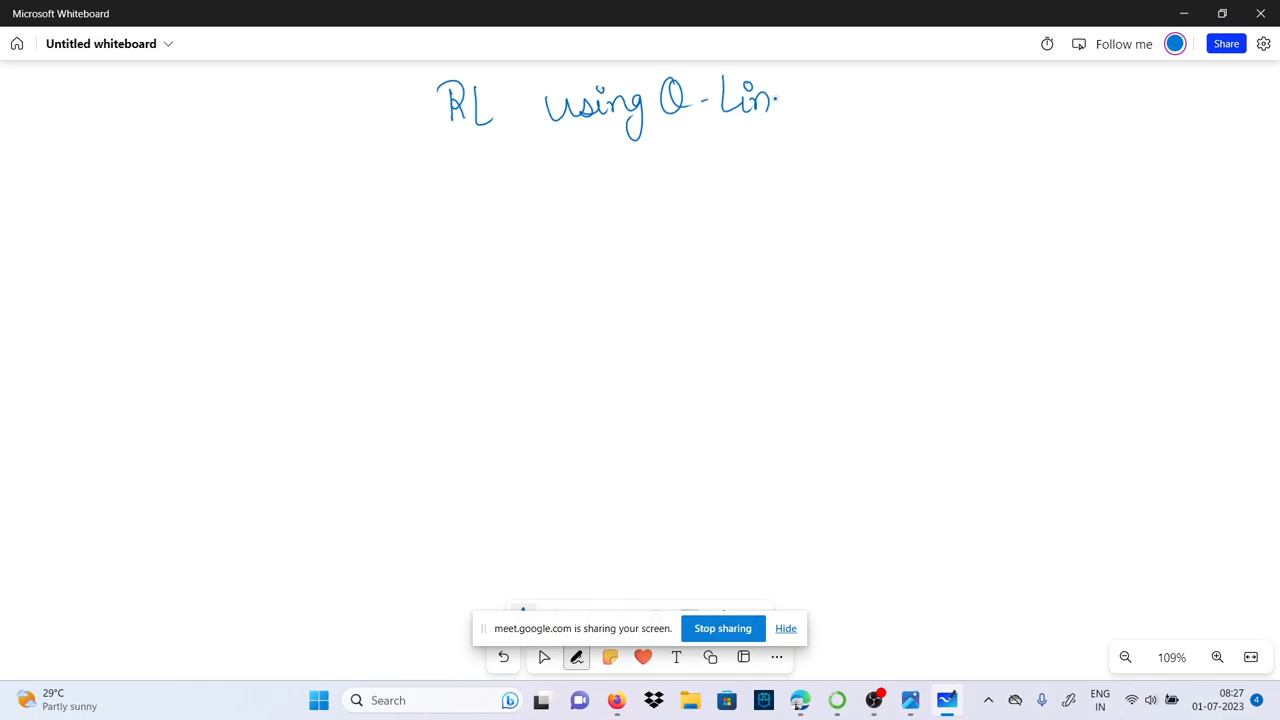 Microsoft Whiteboard
Untitled whiteboard
Follow me
Share
RL using Q-Lin
meet.google.com is sharing your screen.
Stop sharing
Hide
109%
29°C
Partly sunny
Search
ENG
IN
08:27
01-07-2023
4